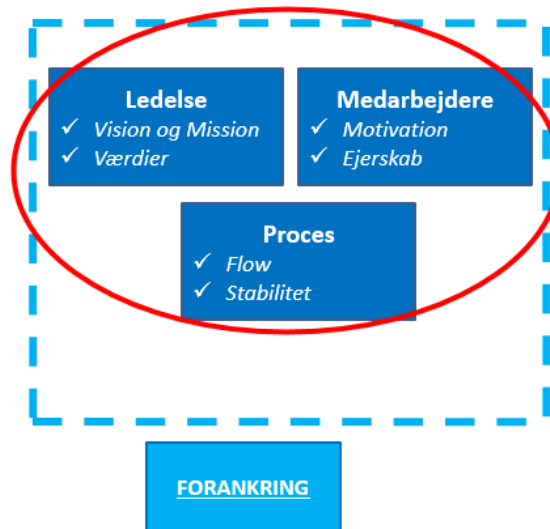 Ledelse
✓ Vision og Mission
✓ Værdier
Medarbejdere
✓ Motivation
✓ Ejerskab
Proces
✓ Flow
✓ Stabilitet
FORANKRING